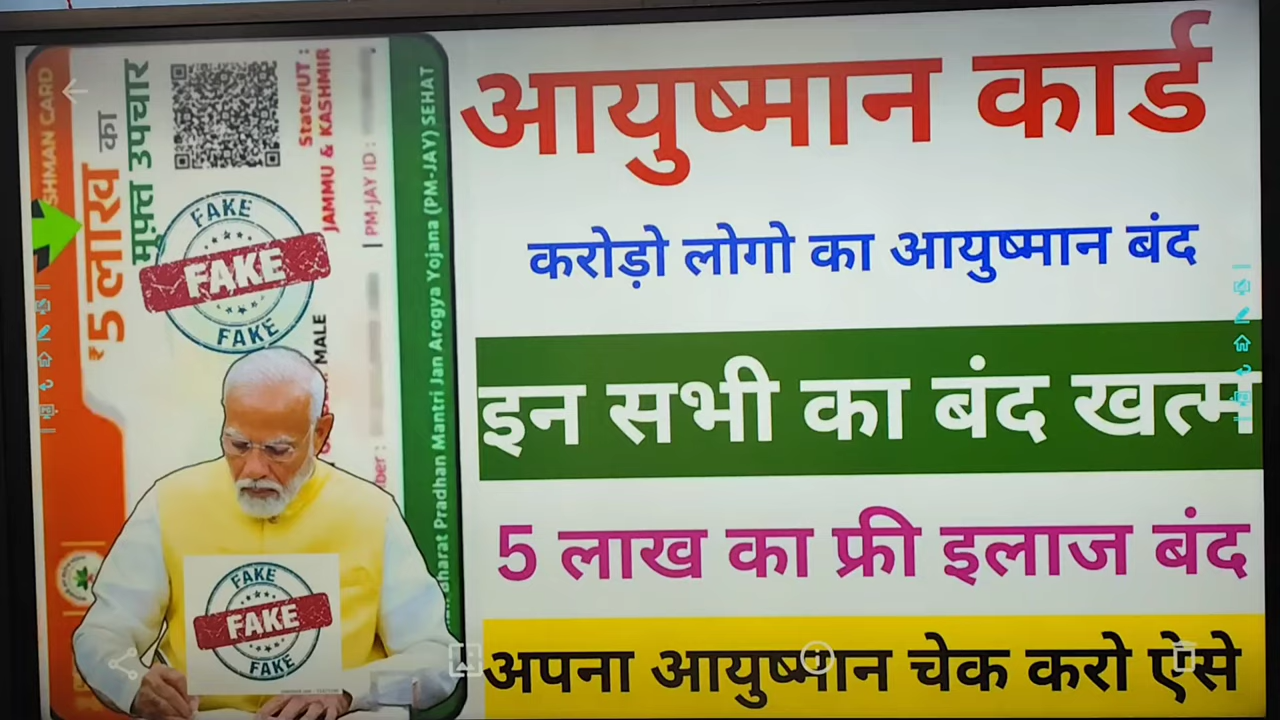 आयुष्मान कार्ड
करोड़ो लोगो का आयुष्मान बंद
इन सभी का बंद खत्म
5 लाख का फ्री इलाज बंद
अपना आयुष्मान चेक करो ऐसे
SHMAN CARD
₹5 लाख का
मुफ़्त उपचार
State/UT :
JAMMU & KASHMIR
PM-JAY ID :
MALE
Bharat Pradhan Mantri Jan Arogya Yojana (PM-JAY) SEHAT
FAKE
FAKE
FAKE
FAKE
FAKE
FAKE